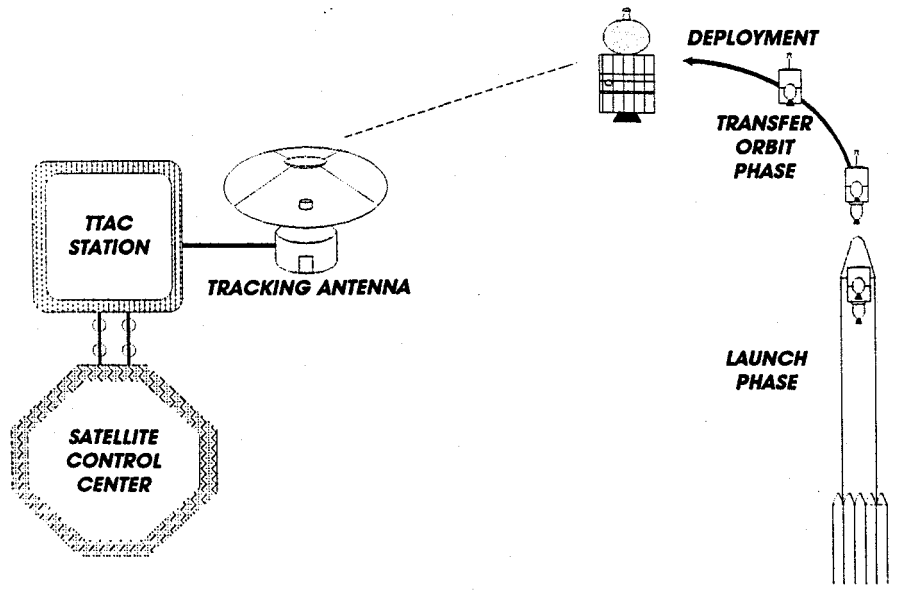 DEPLOYMENT
TRANSFER
ORBIT
PHASE
TTAC
STATION
TRACKING ANTENNA
LAUNCH
PHASE
SATELLITE
CONTROL
CENTER